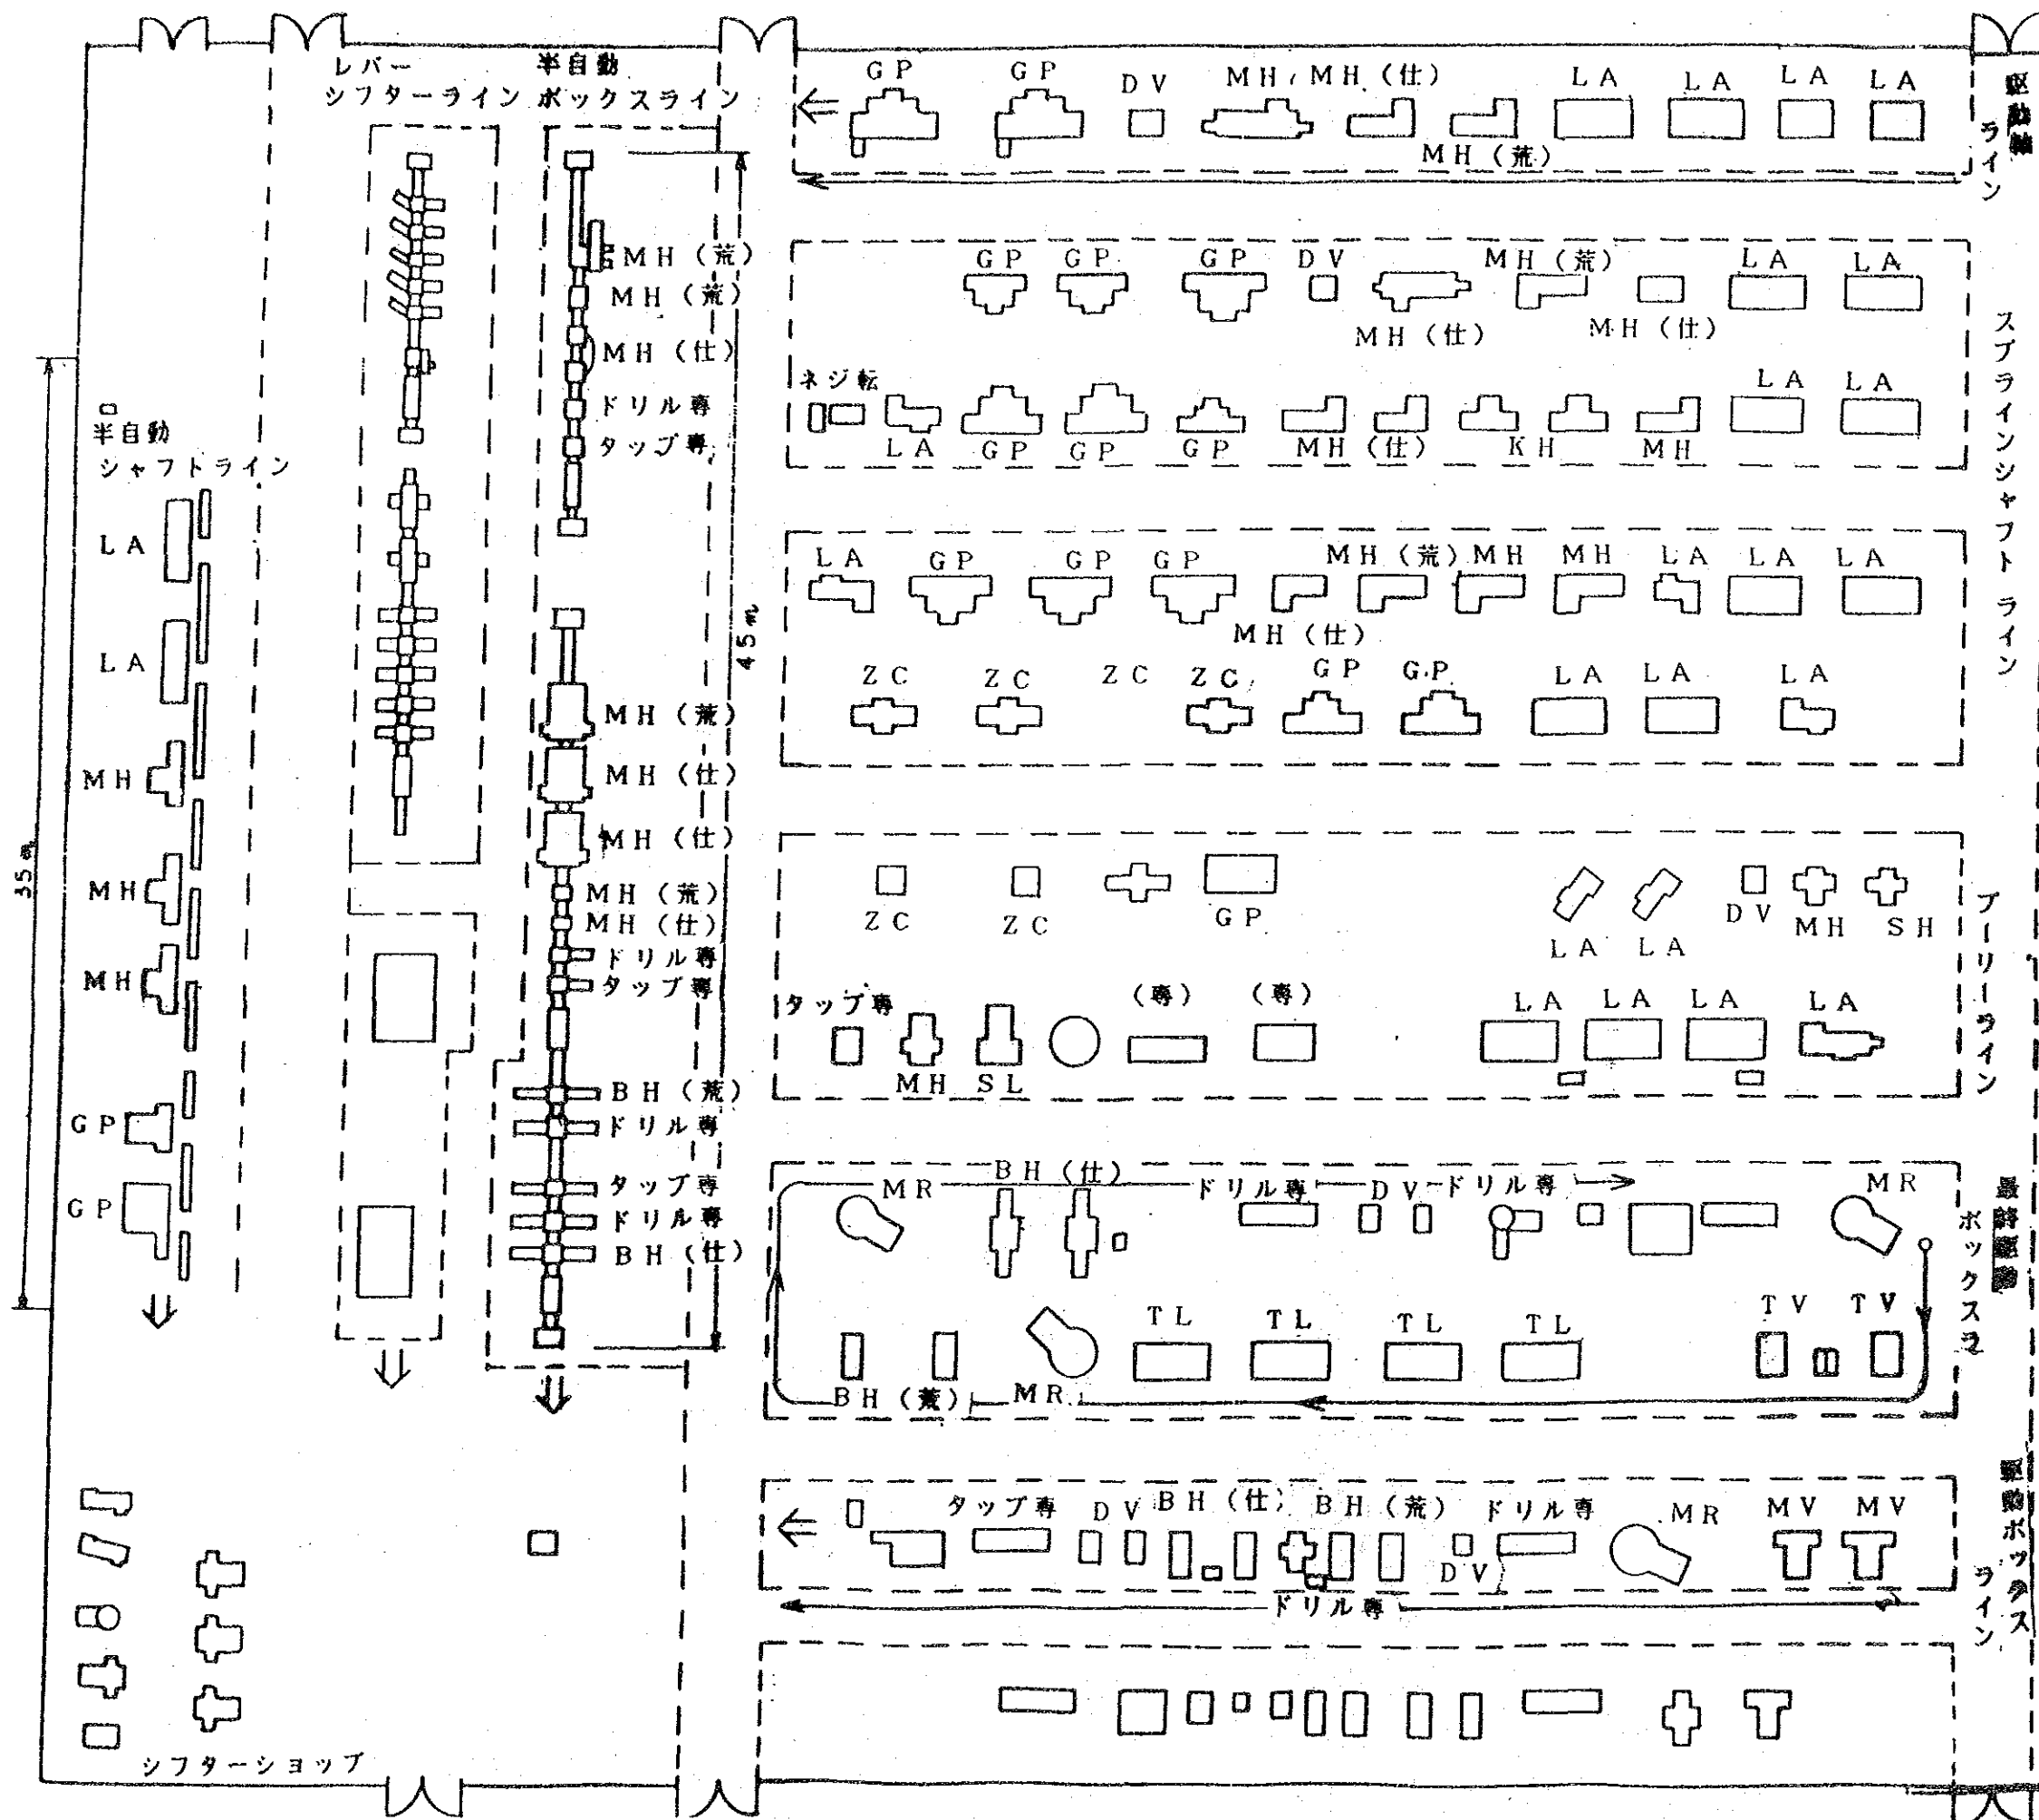 レバー
シフターライン
半自動
ボックスライン
GP GP DV MH MH(仕) LA LA LA LA
MH(荒)
駆動軸
ライン
MH(荒)
MH(荒)
MH(仕)
ドリル専
タップ専
45m
GP GP GP DV MH(荒) LA LA
MH(仕) MH(仕)
ネジ転 LA LA
LA GP GP GP MH(仕) KH MH
スプラインシャフト ライン
35m
半自動
シャフトライン
LA
LA
MH
MH
MH
GP
GP
LA GP GP GP MH(荒) MH MH LA LA LA
MH(仕)
ZC ZC ZC ZC GP GP LA LA LA
MH(荒)
MH(仕)
MH(仕)
MH(荒)
MH(仕)
ドリル専
タップ専
BH(荒)
ドリル専
タップ専
ドリル専
BH(仕)
ZC ZC GP LA LA DV MH SH
タップ専 (専) (専) LA LA LA LA
MH SL
プーリーライン
MR BH(仕) ドリル専 DV ドリル専 MR
TL TL TL TL TV TV
BH(荒) MR
最終駆動
ボックスライン
タップ専 DV BH(仕) BH(荒) ドリル専 MR MV MV
DV
ドリル専
駆動ボックス
ライン
シフターショップ